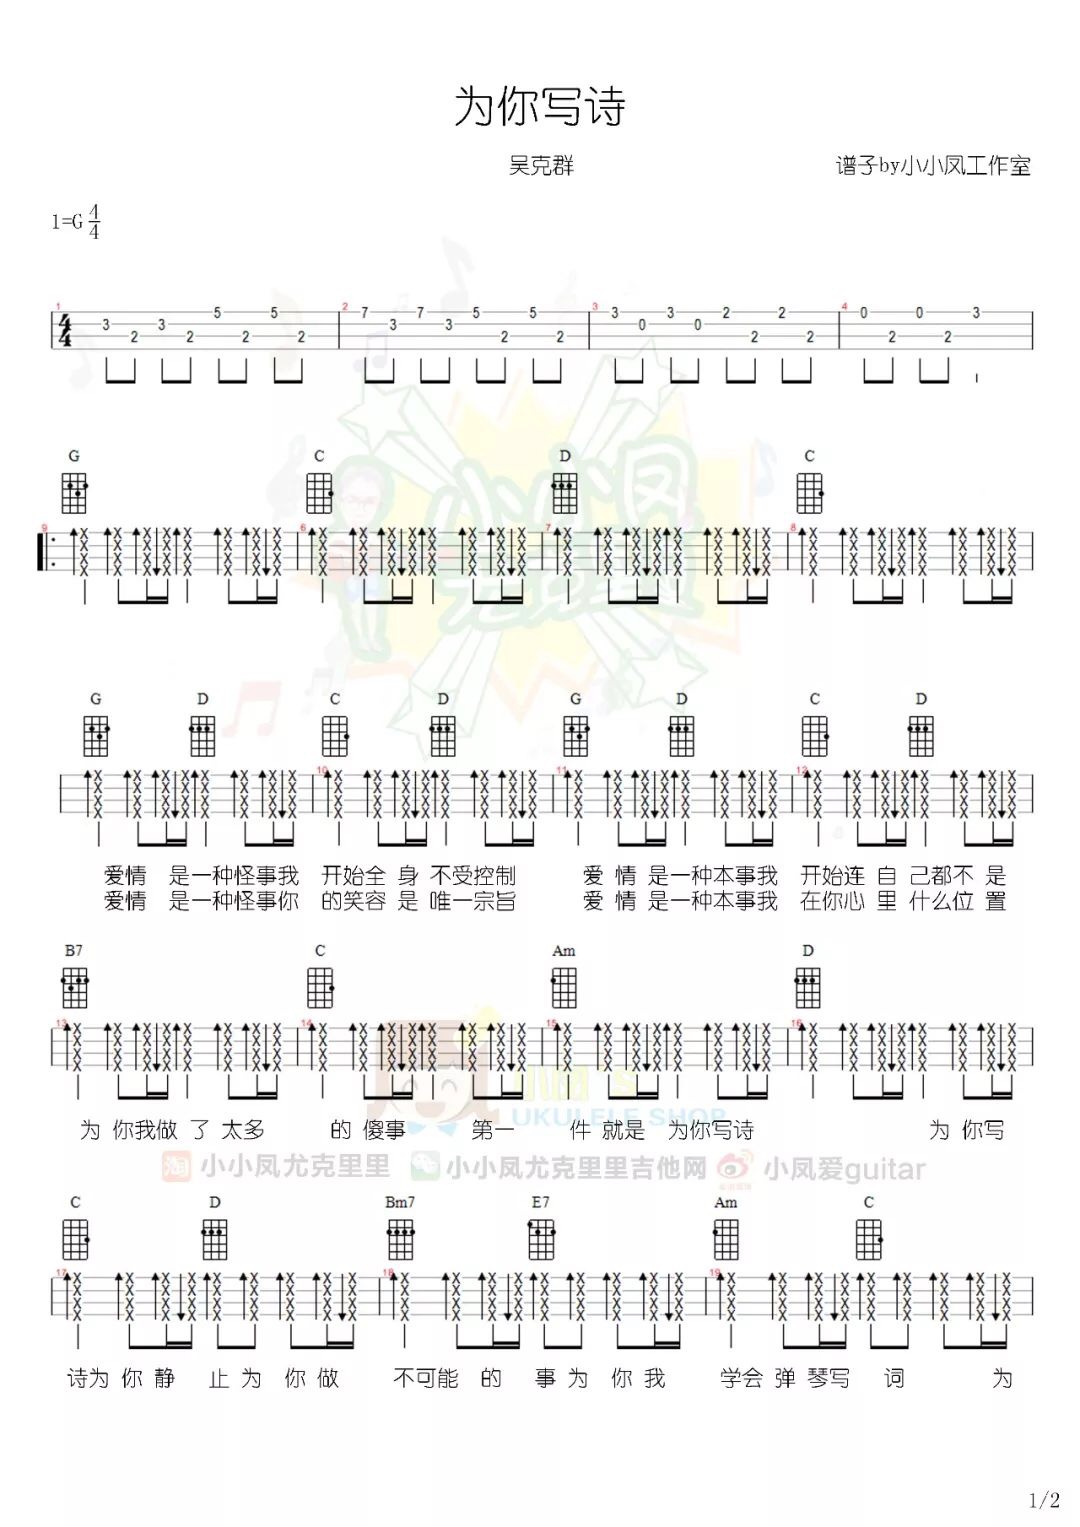 为你写诗
吴克群
谱子by小小凤工作室
1=G 4/4
1 2 3 4
3 2 3 2 5 2 5 2 7 3 7 3 5 2 5 2 3 0 3 0 2 2 2 2 0 2 0 2 3
G C D C
9 6 7 8
G D C D G D C D
10 11 12
爱情 是一种怪事我 开始全 身 不受控制 爱 情 是一种本事我 开始连 自 己都不 是
爱情 是一种怪事你 的笑容 是 唯一宗旨 爱 情 是一种本事我 在你心 里 什么位 置
B7 C Am D
13 14 15 16
UKULELE SHOP
为 你我做 了 太多 的 傻事 第一 件 就是 为你写诗 为 你写
淘 小小凤尤克里里 小小凤尤克里里吉他网 小凤爱guitar
C D Bm7 E7 Am C
17 18 19
诗为 你 静 止 为 你 做 不可能 的 事 为 你 我 学会 弹 琴写 词 为
1/2